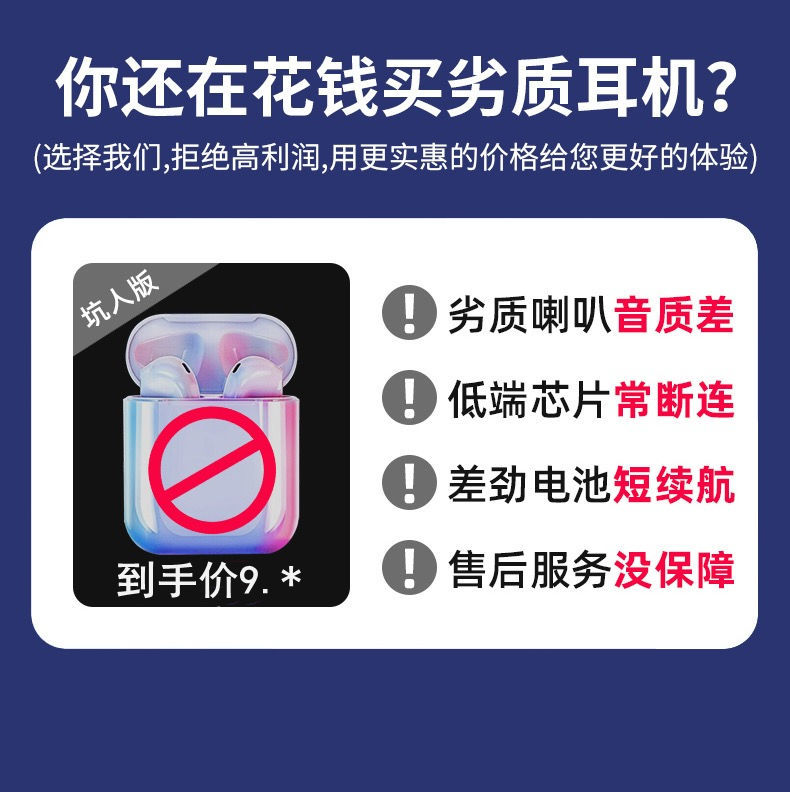 你还在花钱买劣质耳机?
(选择我们,拒绝高利润,用更实惠的价格给您更好的体验)
坑人版
到手价9.*
劣质喇叭音质差
低端芯片常断连
差劲电池短续航
售后服务没保障